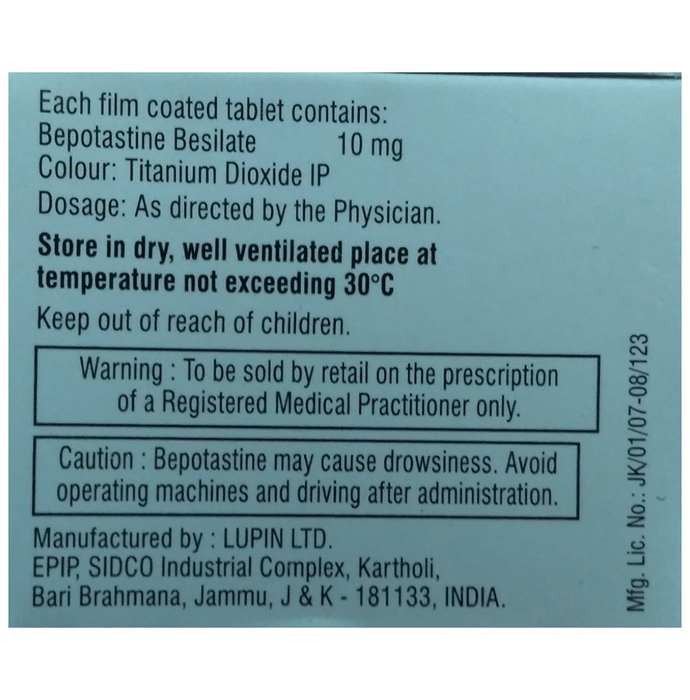 Each film coated tablet contains:
Bepotastine Besilate 10 mg
Colour: Titanium Dioxide IP
Dosage: As directed by the Physician.
Store in dry, well ventilated place at
temperature not exceeding 30°C
Keep out of reach of children.
Warning : To be sold by retail on the prescription
of a Registered Medical Practitioner only.
Caution : Bepotastine may cause drowsiness. Avoid
operating machines and driving after administration.
Manufactured by : LUPIN LTD.
EPIP, SIDCO Industrial Complex, Kartholi,
Bari Brahmana, Jammu, J & K - 181133, INDIA.
Mfg. Lic. No.: JK/01/07-08/123